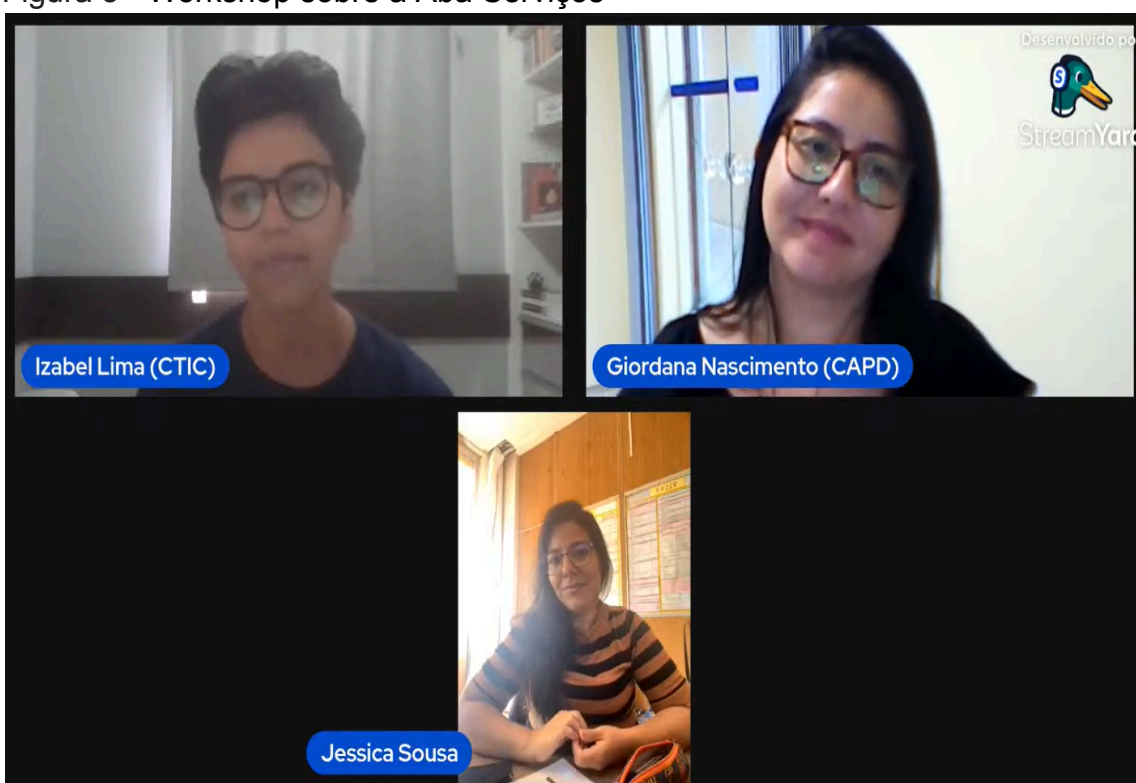 Workshop sobre a Aba Serviços
Desenvolvido por
S
StreamYard
Izabel Lima (CTIC)
Giordana Nascimento (CAPD)
Jessica Sousa